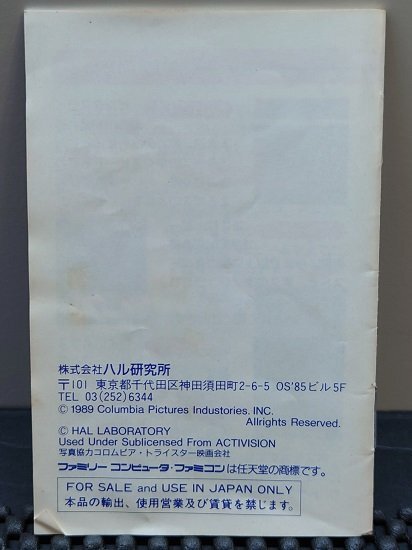 株式会社ハル研究所
〒101 東京都千代田区神田須田町2-6-5 OS'85ビル5F
TEL 03(252)6344
© 1989 Columbia Pictures Industories. INC.
Allrights Reserved.
© HAL LABORATORY
Used Under Sublicensed From ACTIVISION
写真協力コロムビア・トライスター映画会社
ファミリーコンピュータ・ファミコンは任天堂の商標です。
FOR SALE and USE IN JAPAN ONLY
本品の輸出、使用営業及び賃貸を禁じます。